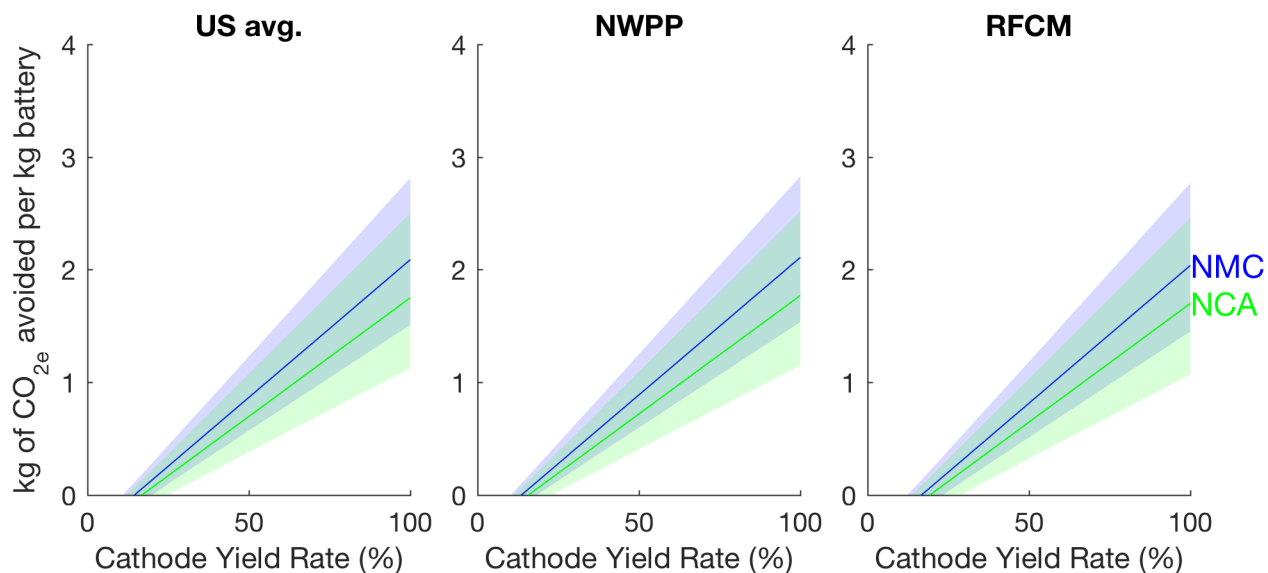 US avg.
NWPP
RFCM
kg of CO2e avoided per kg battery
4
3
2
1
0
0
50
100
Cathode Yield Rate (%)
4
3
2
1
0
0
50
100
Cathode Yield Rate (%)
4
3
2
1
0
0
50
100
Cathode Yield Rate (%)
NMC
NCA